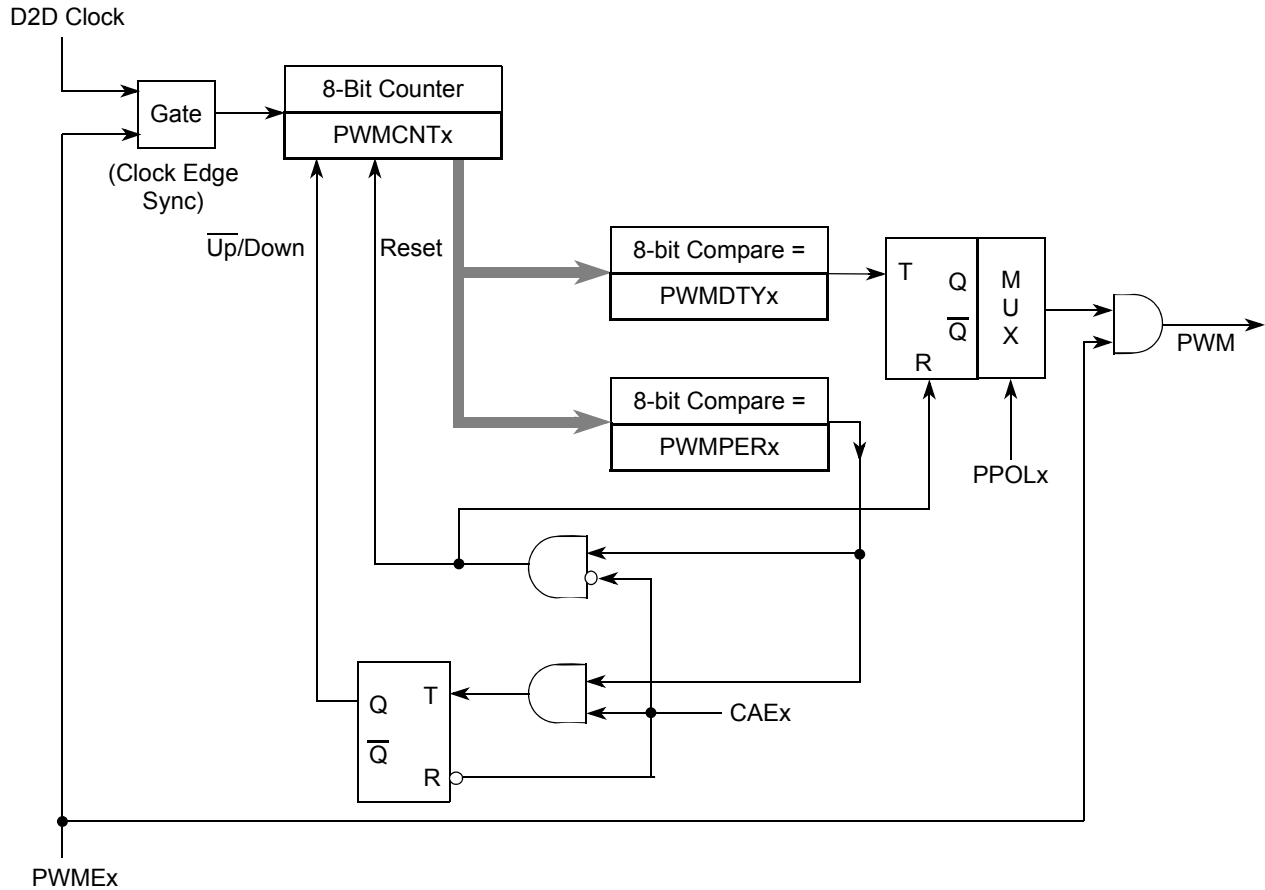 D2D Clock
Gate
(Clock Edge
Sync)
8-Bit Counter
PWMCNTx
U̅p̅/Down
Reset
8-bit Compare =
PWMDTYx
T
Q
Q̅
R
M
U
X
PWM
8-bit Compare =
PWMPERx
PPOLx
Q
T
Q̅
R
CAEx
PWMEx